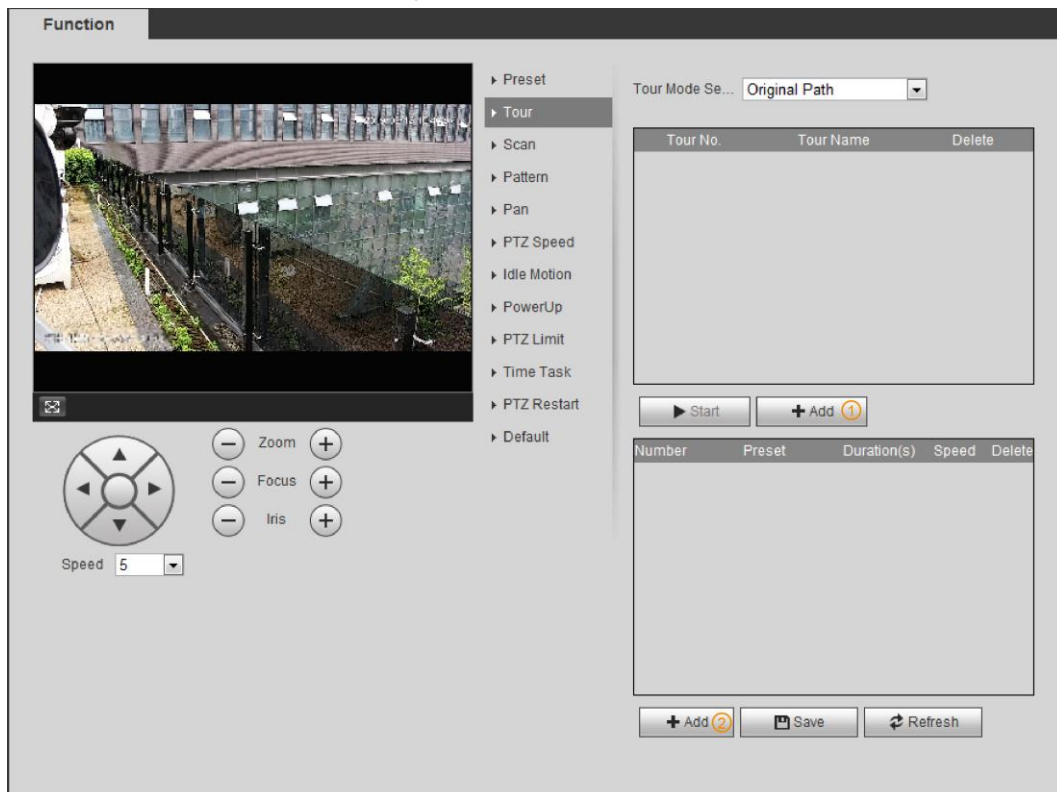 Function
Preset
Tour
Scan
Pattern
Pan
PTZ Speed
Idle Motion
PowerUp
PTZ Limit
Time Task
PTZ Restart
Default
Zoom
Focus
Iris
Speed 5
Tour Mode Se... Original Path
Tour No. Tour Name Delete
Start Add 1
Number Preset Duration(s) Speed Delete
Add 2 Save Refresh